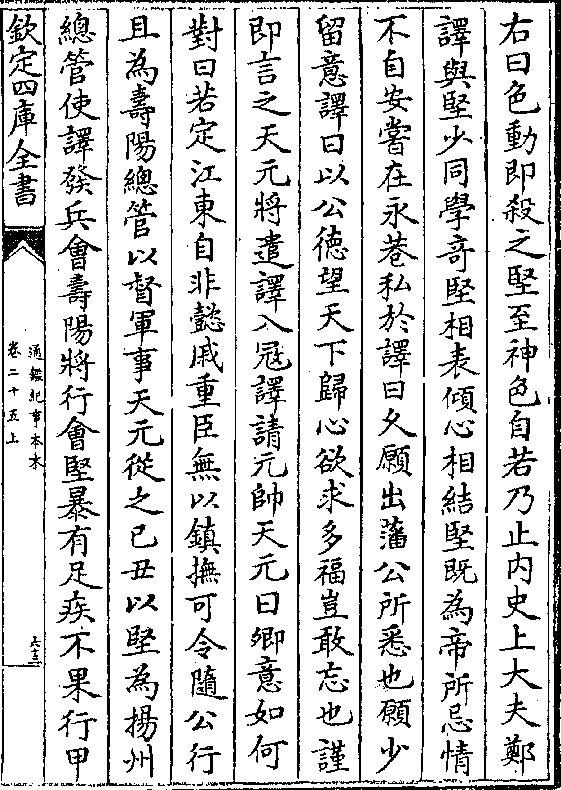 右曰色動即殺之堅至神色自若乃止内史上大夫鄭
譯與堅少同學奇堅相表傾心相結堅既為帝所忌情
不自安嘗在永巷私於譯曰久願出藩公所悉也願少
留意譯曰以公徳望天下歸心欲求多福豈敢忘也謹
即言之天元將遣譯入冦譯請元帥天元曰卿意如何
對曰若定江東自非懿戚重臣無以鎮撫可令隨公行
且為壽陽總管以督軍事天元從之已丑以堅為揚州
總管使譯發兵會壽陽將行會堅暴有足疾不果行甲
欽定四庫全書
通鑑紀事本末
卷二十五上